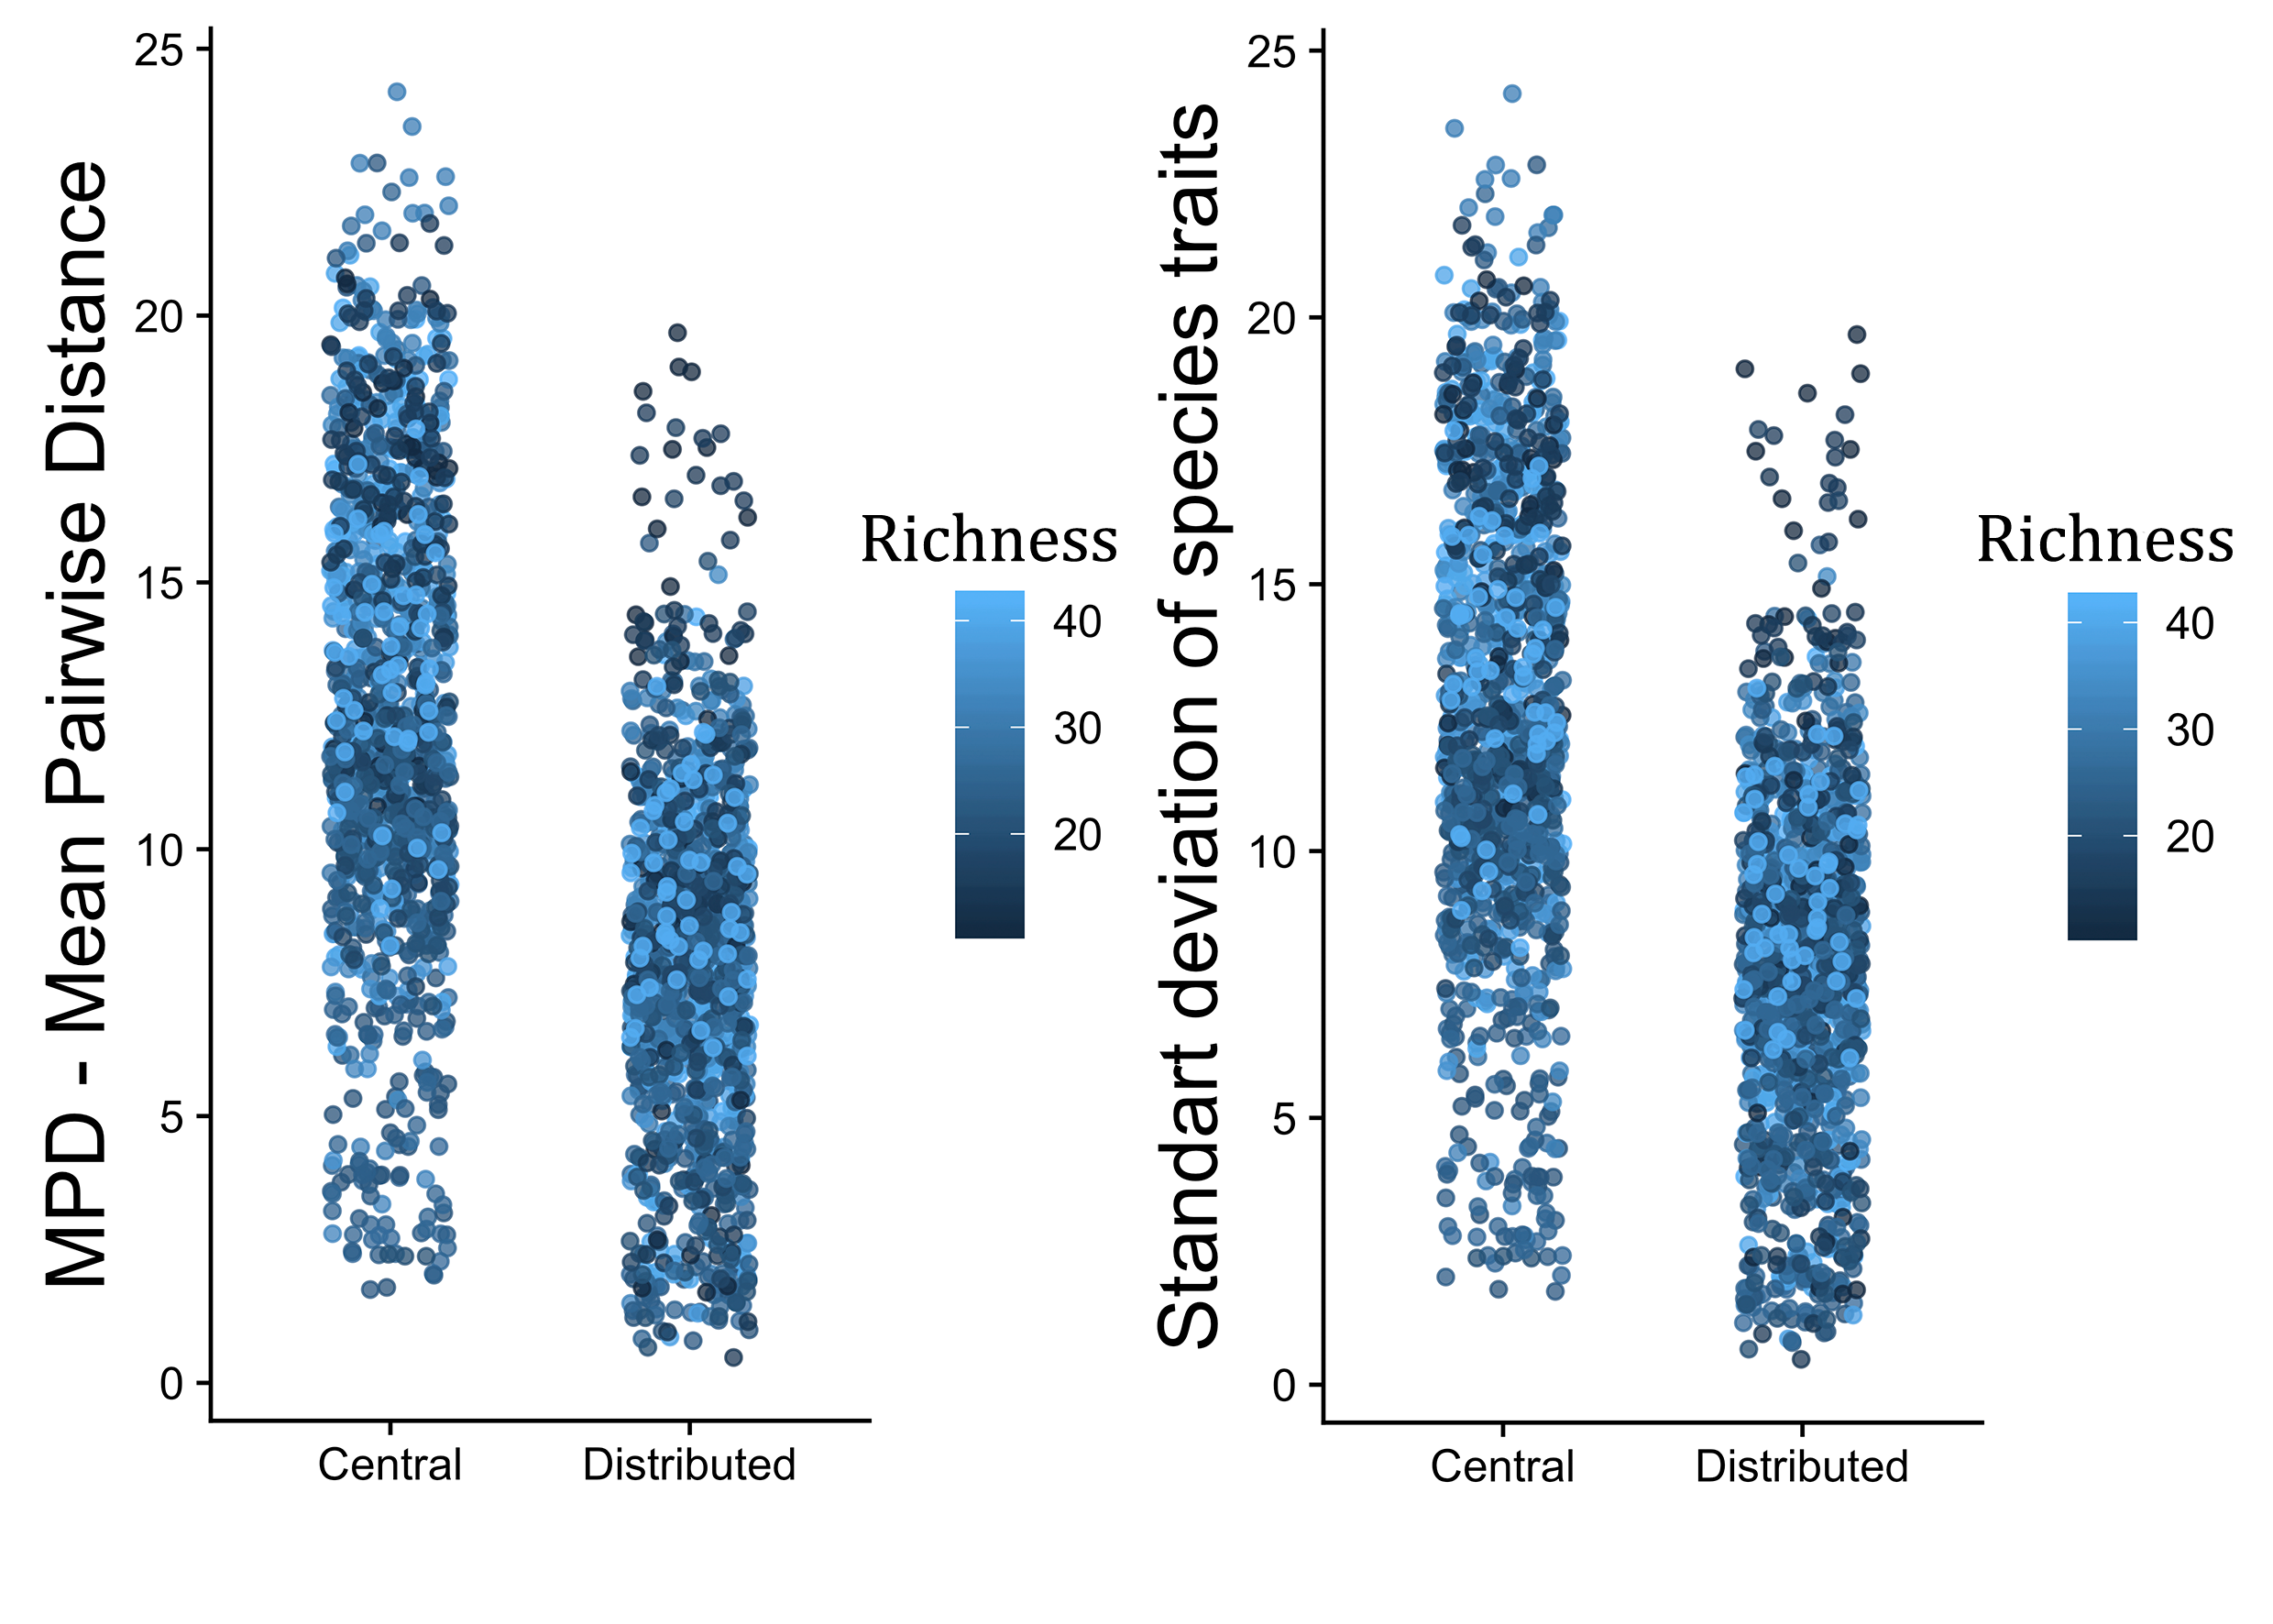 MPD - Mean Pairwise Distance
25
20
15
10
5
0
Central
Distributed
Richness
40
30
20
Standart deviation of species traits
25
20
15
10
5
0
Central
Distributed
Richness
40
30
20